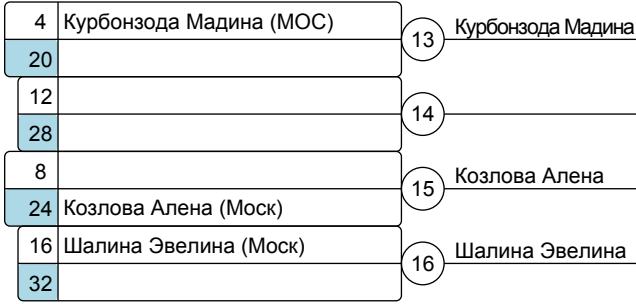 4 Курбонзода Мадина (МОС)
13 Курбонзода Мадина
20
12
14
28
8
15 Козлова Алена
24 Козлова Алена (Моск)
16 Шалина Эвелина (Моск)
16 Шалина Эвелина
32